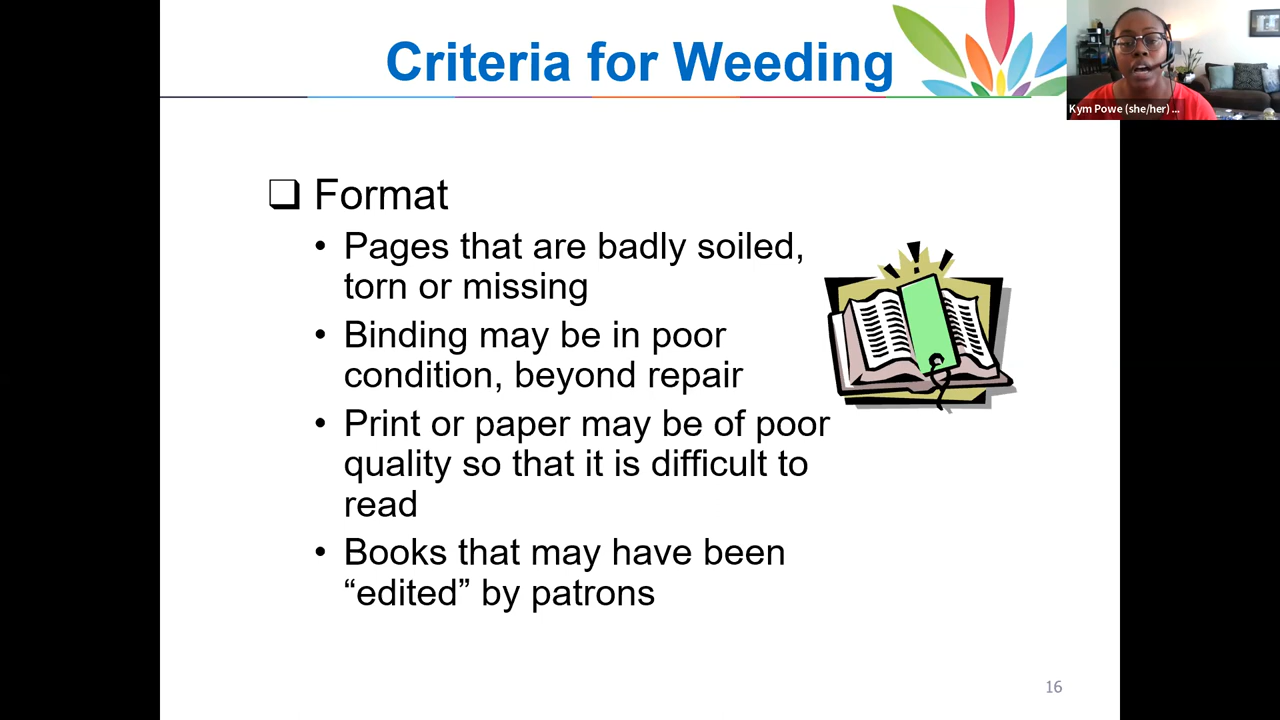 Criteria for Weeding
Kym Powe (she/her) ...
❑ Format
• Pages that are badly soiled,
torn or missing
• Binding may be in poor
condition, beyond repair
• Print or paper may be of poor
quality so that it is difficult to
read
• Books that may have been
“edited” by patrons
16